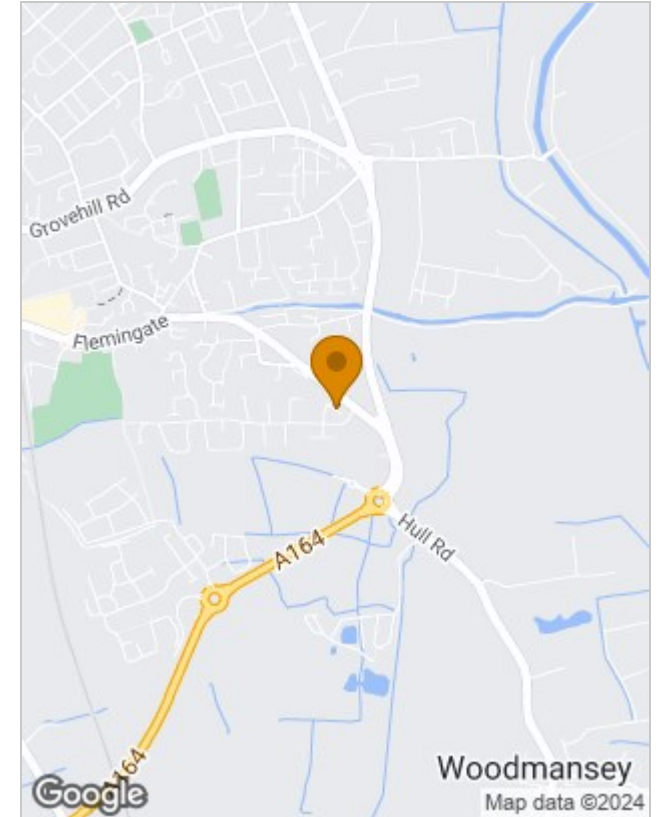 Grovehill Rd
Flemingate
A164
Hull Rd
A164
Woodmansey
Google
Map data ©2024